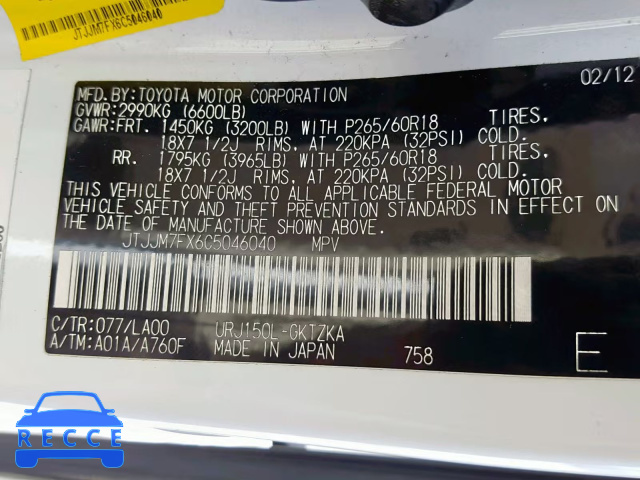 JTJJM7FX6C5046040
MFD. BY: TOYOTA MOTOR CORPORATION 02/12
GVWR: 2990KG (6600LB)
GAWR: FRT. 1450KG (3200LB) WITH P265/60R18 TIRES,
18X7 1/2J RIMS, AT 220KPA (32PSI) COLD.
RR. 1795KG (3965LB) WITH P265/60R18 TIRES,
18X7 1/2J RIMS, AT 220KPA (32PSI) COLD.
THIS VEHICLE CONFORMS TO ALL APPLICABLE FEDERAL MOTOR
VEHICLE SAFETY AND THEFT PREVENTION STANDARDS IN EFFECT ON
THE DATE OF MANUFACTURE SHOWN ABOVE.
JTJJM7FX6C5046040 MPV
C/TR: 077/LA00 URJ150L-GKTZKA
A/TM: A01A/A760F MADE IN JAPAN 758 E
RECCE